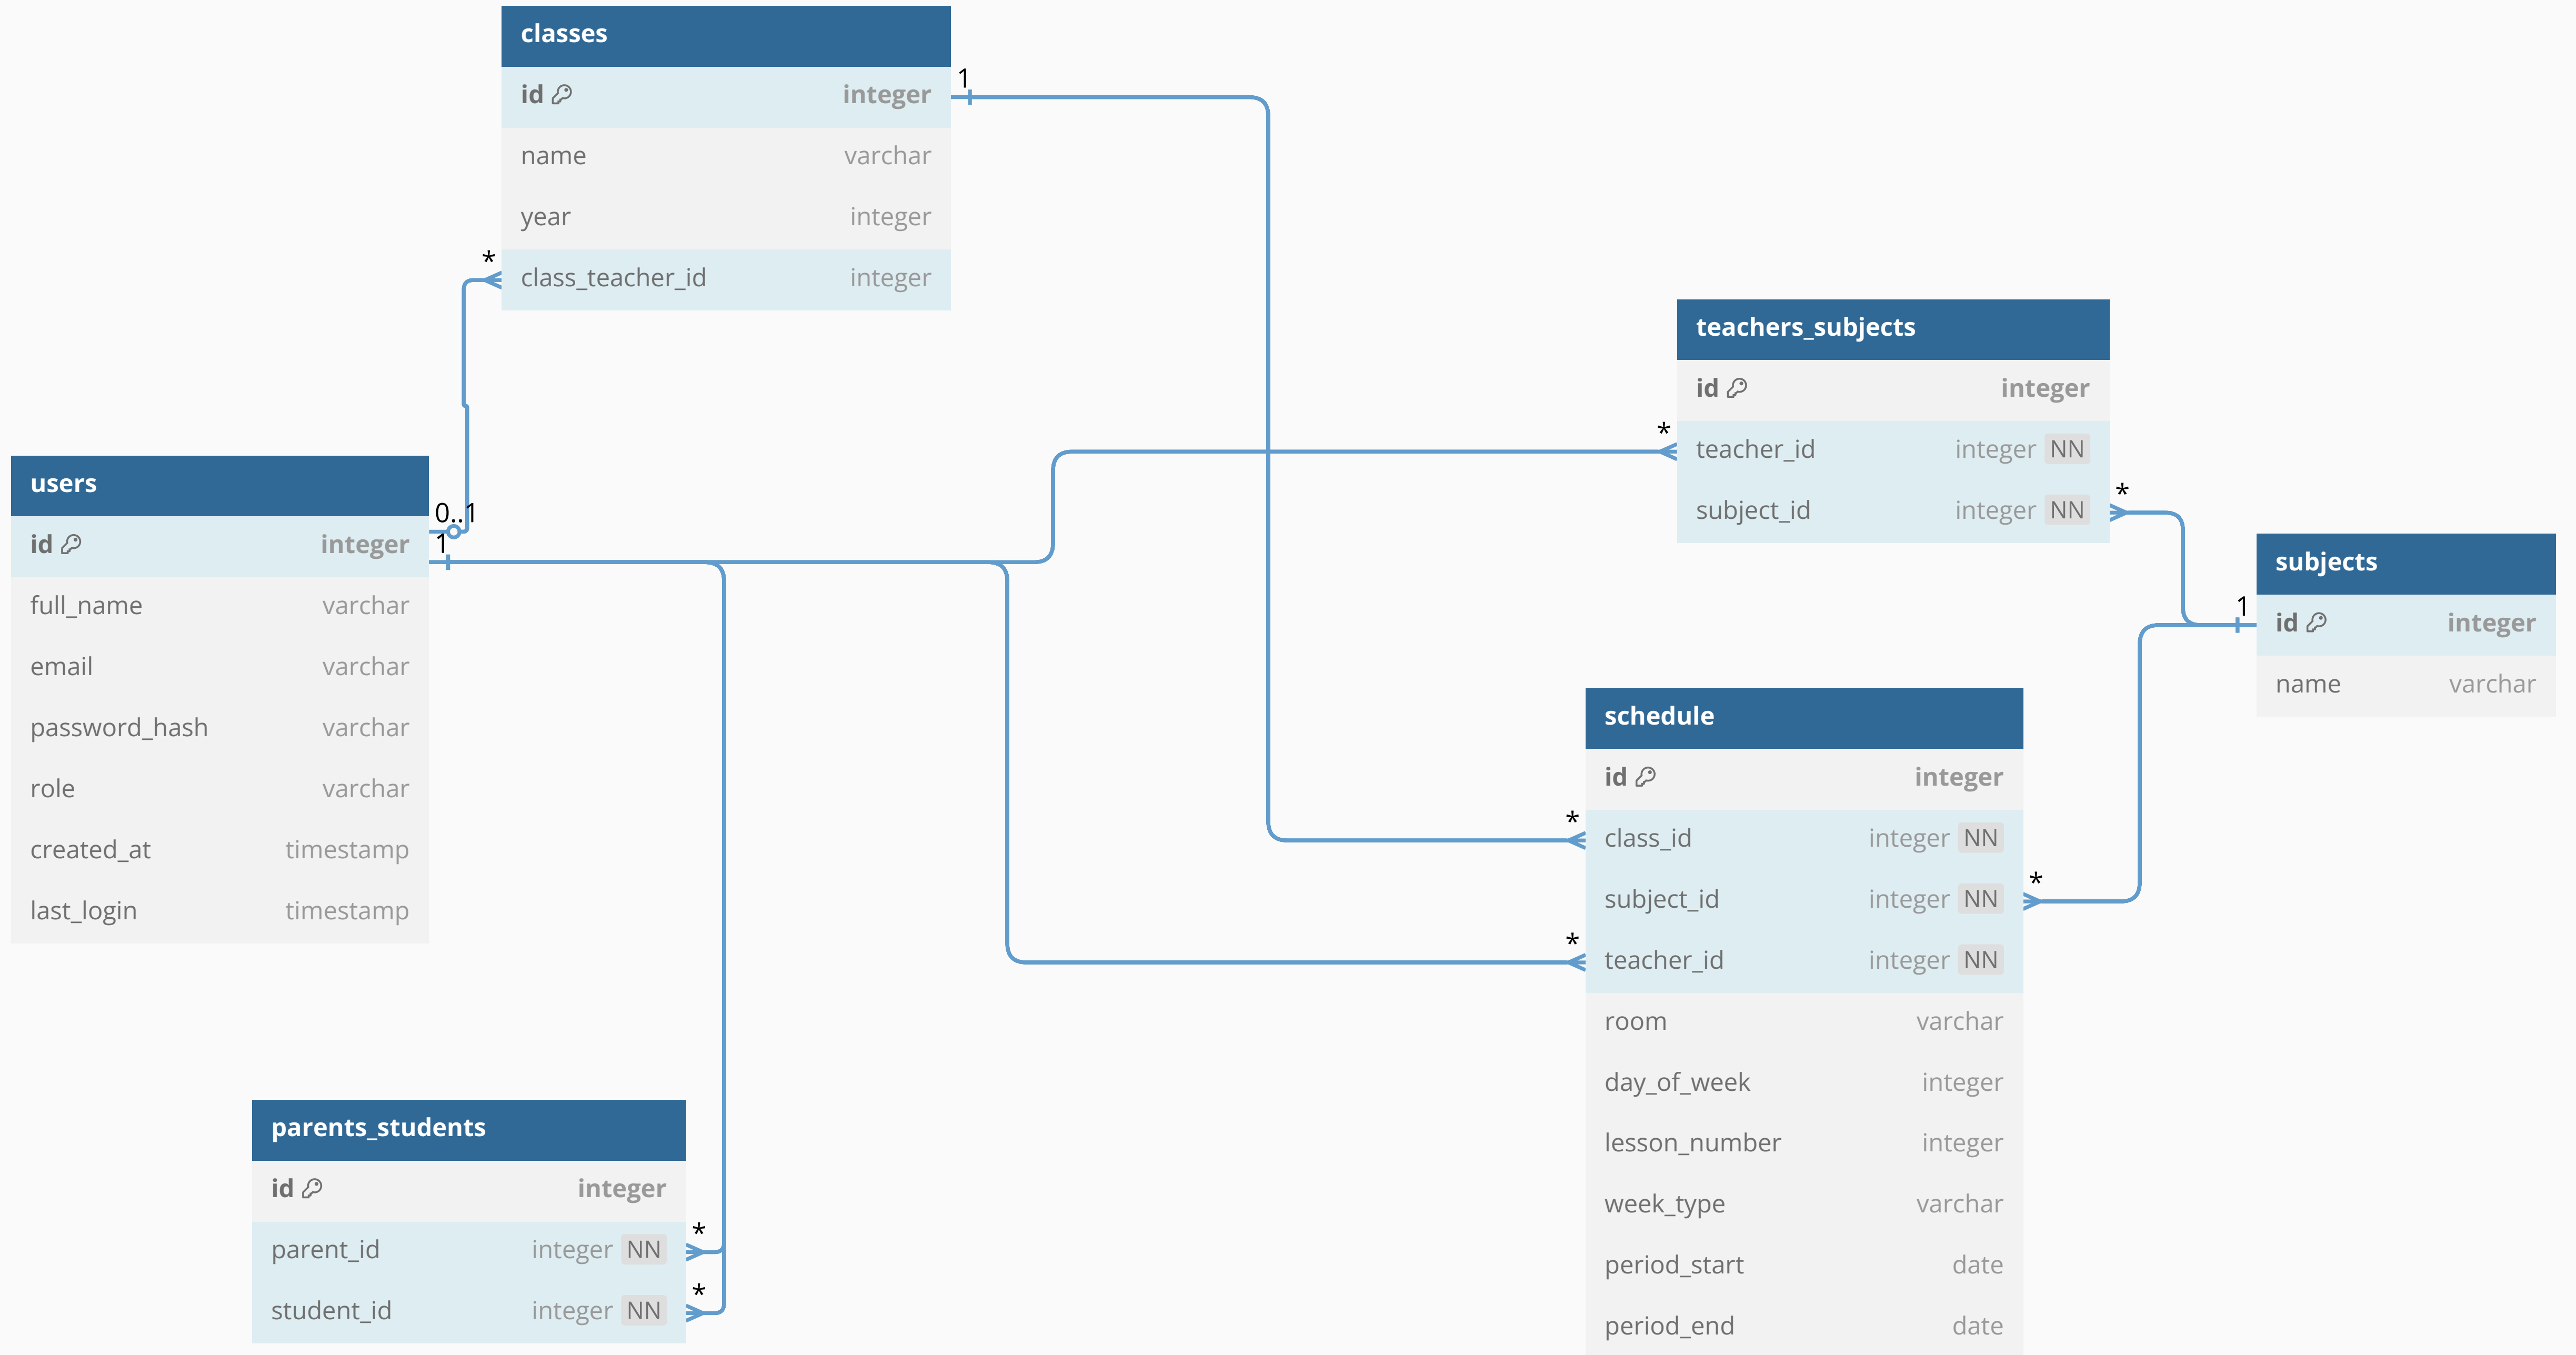 classes
id integer
name varchar
year integer
class_teacher_id integer
*
1
users
id integer
full_name varchar
email varchar
password_hash varchar
role varchar
created_at timestamp
last_login timestamp
0..1
1
parents_students
id integer
parent_id integer NN
student_id integer NN
*
*
teachers_subjects
id integer
teacher_id integer NN
subject_id integer NN
*
*
schedule
id integer
class_id integer NN
subject_id integer NN
teacher_id integer NN
room varchar
day_of_week integer
lesson_number integer
week_type varchar
period_start date
period_end date
*
*
*
subjects
id integer
name varchar
1